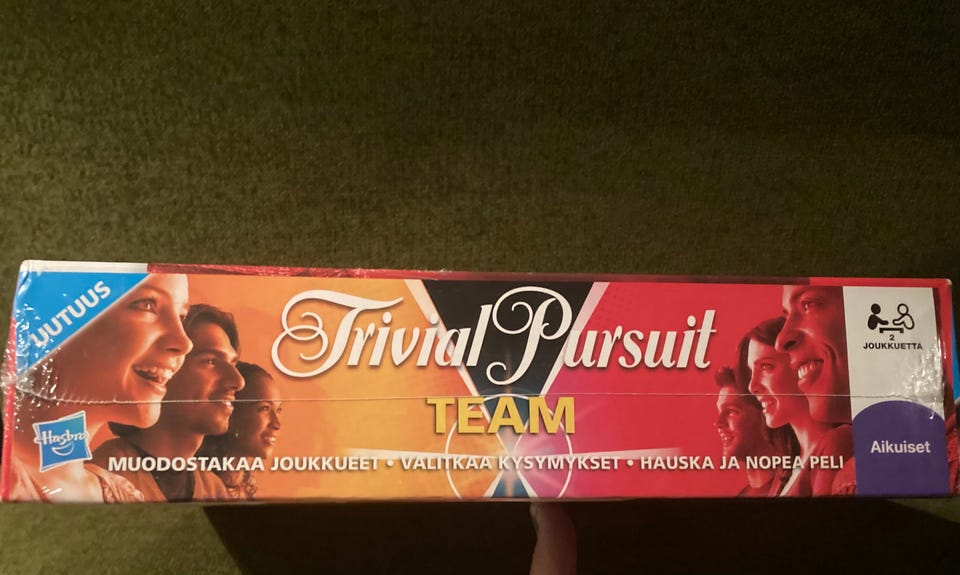 UUTUUS
Trivial Pursuit
TEAM
2
JOUKKUETTA
Hasbro
MUODOSTAKAA JOUKKUEET • VALITKAA KYSYMYKSET • HAUSKA JA NOPEA PELI
Aikuiset